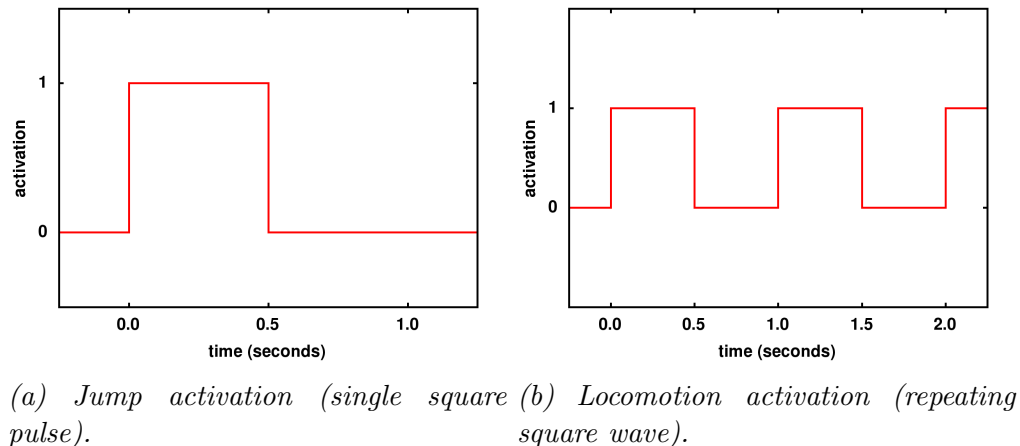 activation
1
0
0.0 0.5 1.0
time (seconds)
(a) Jump activation (single square
pulse).
activation
1
0
0.0 0.5 1.0 1.5 2.0
time (seconds)
(b) Locomotion activation (repeating
square wave).